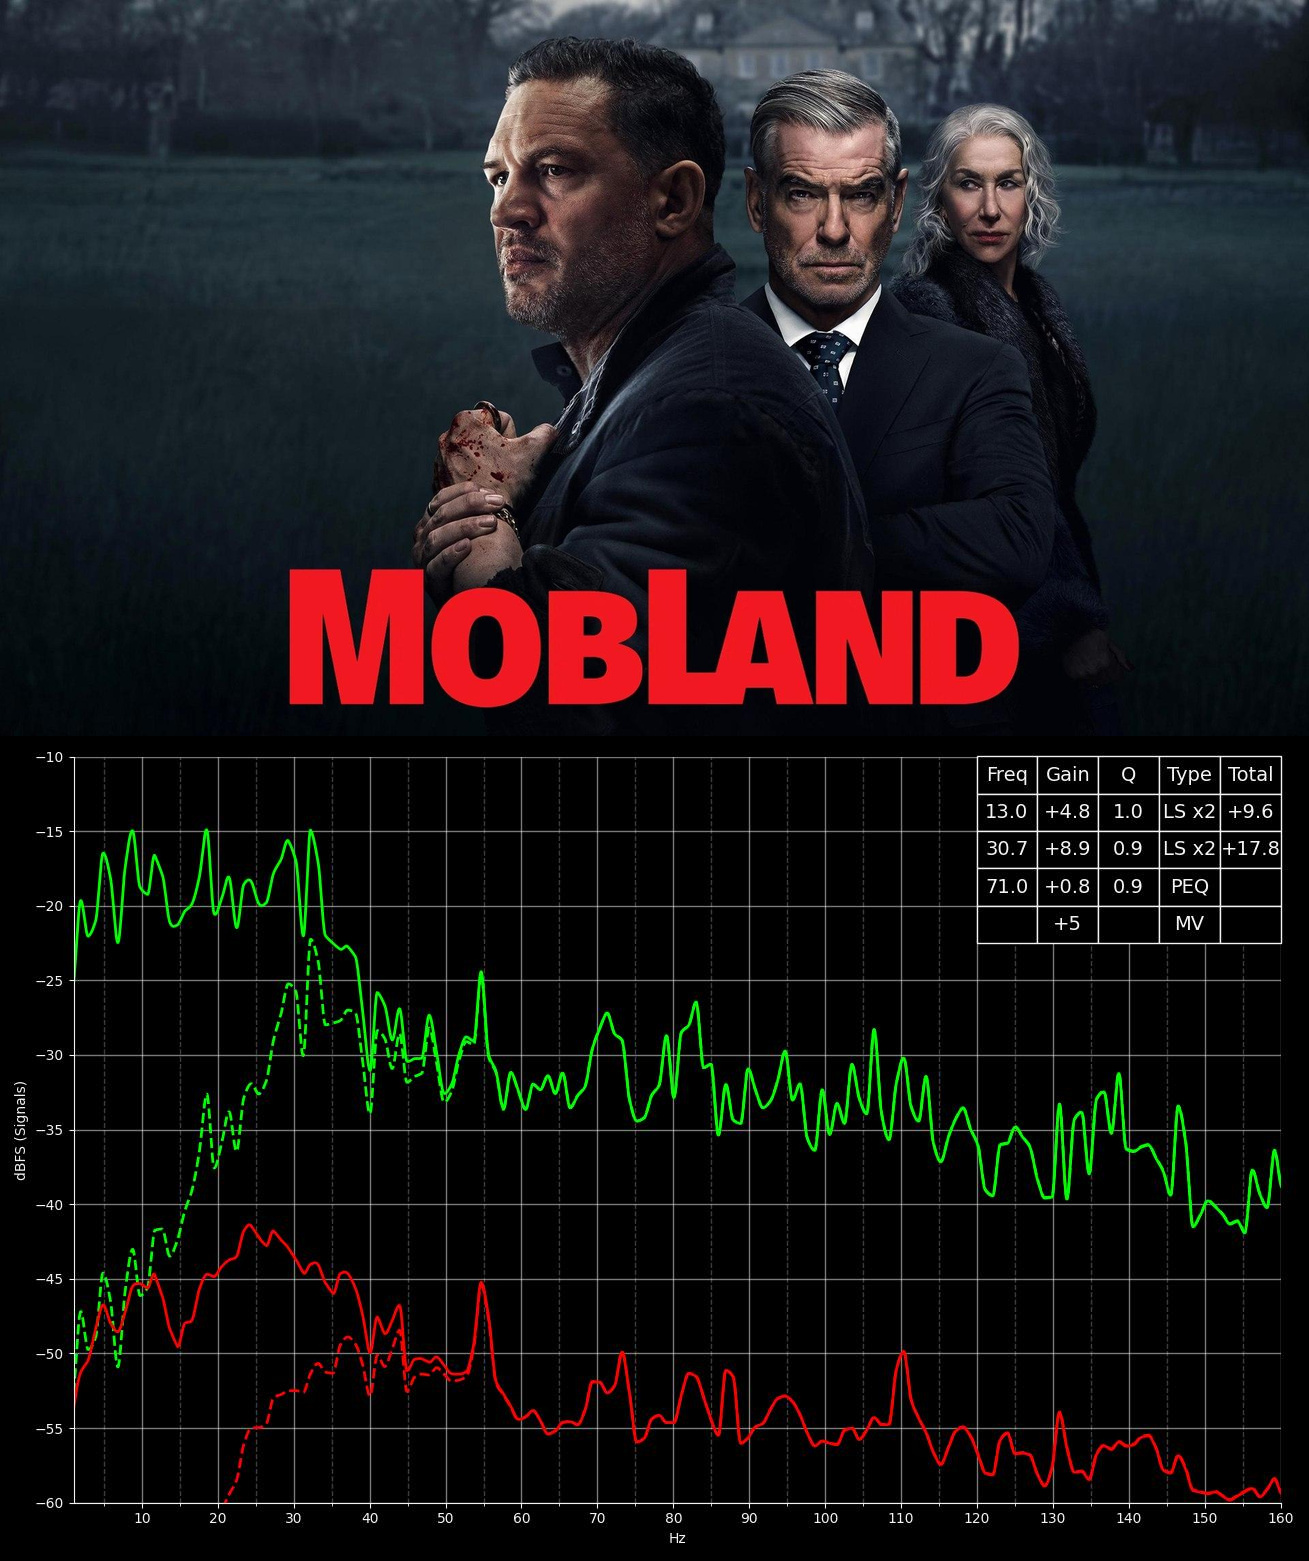 MOBLAND
Freq Gain Q Type Total
13.0 +4.8 1.0 LS x2 +9.6
30.7 +8.9 0.9 LS x2 +17.8
71.0 +0.8 0.9 PEQ
+5 MV
−10
−15
−20
−25
−30
−35
−40
−45
−50
−55
−60
dBFS (Signals)
10 20 30 40 50 60 70 80 90 100 110 120 130 140 150 160
Hz